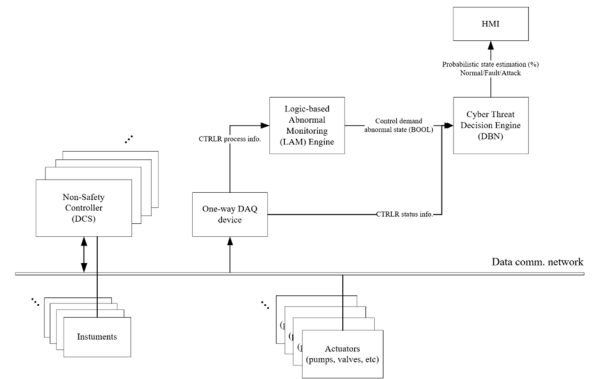 HMI
Probabilistic state estimation (%)
Normal/Fault/Attack
Logic-based
Abnormal
Monitoring
(LAM) Engine
Control demand
abnormal state (BOOL)
Cyber Threat
Decision Engine
(DBN)
CTRLR process info.
Non-Safety
Controller
(DCS)
One-way DAQ
device
CTRLR status info.
Data comm. network
Instuments
(p
(p
(p
Actuators
(pumps, valves, etc)